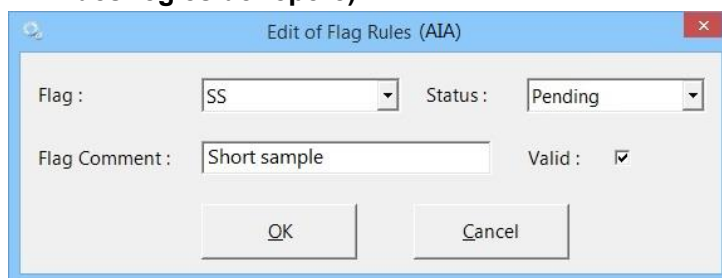 Edit of Flag Rules (AIA)
Flag : SS Status : Pending
Flag Comment : Short sample Valid :
OK Cancel